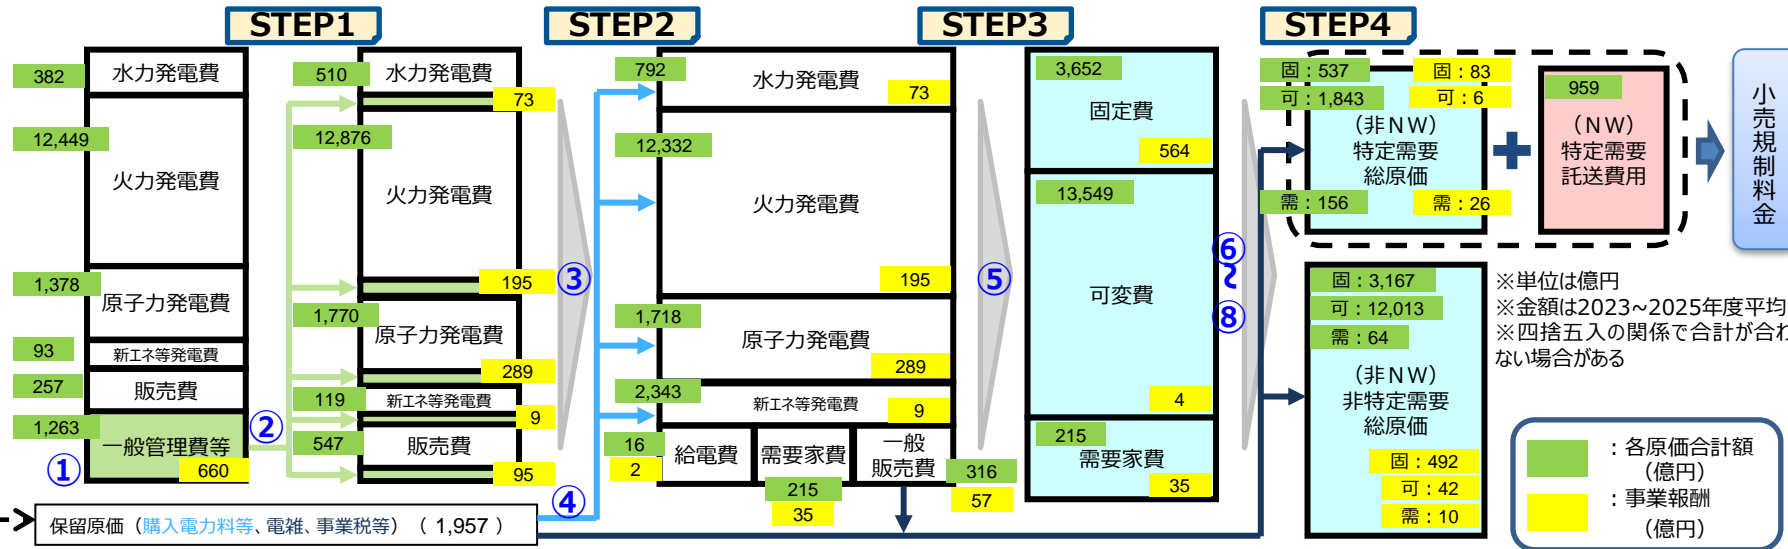 STEP1
STEP2
STEP3
STEP4
382
水力発電費
12,449
火力発電費
1,378
原子力発電費
93
新エネ等発電費
257
販売費
1,263
一般管理費等
660
①
②
510
水力発電費
73
12,876
火力発電費
195
1,770
原子力発電費
289
119
新エネ等発電費
9
547
販売費
95
③
④
792
水力発電費
73
12,332
火力発電費
195
1,718
原子力発電費
289
2,343
新エネ等発電費
9
16
2
給電費
需要家費
215
35
一般
販売費
316
57
⑤
3,652
固定費
564
13,549
可変費
4
215
需要家費
35
⑥
~
⑧
固：537
固：83
可：1,843
可：6
（非ＮＷ）
特定需要
総原価
需：156
需：26
959
（ＮＷ）
特定需要
託送費用
小売規制料金
固：3,167
可：12,013
需：64
（非ＮＷ）
非特定需要
総原価
固：492
可：42
需：10
※単位は億円
※金額は2023~2025年度平均
※四捨五入の関係で合計が合わ
ない場合がある
：各原価合計額
（億円）
：事業報酬
（億円）
保留原価（購入電力料等、電雑、事業税等）（ 1,957 ）